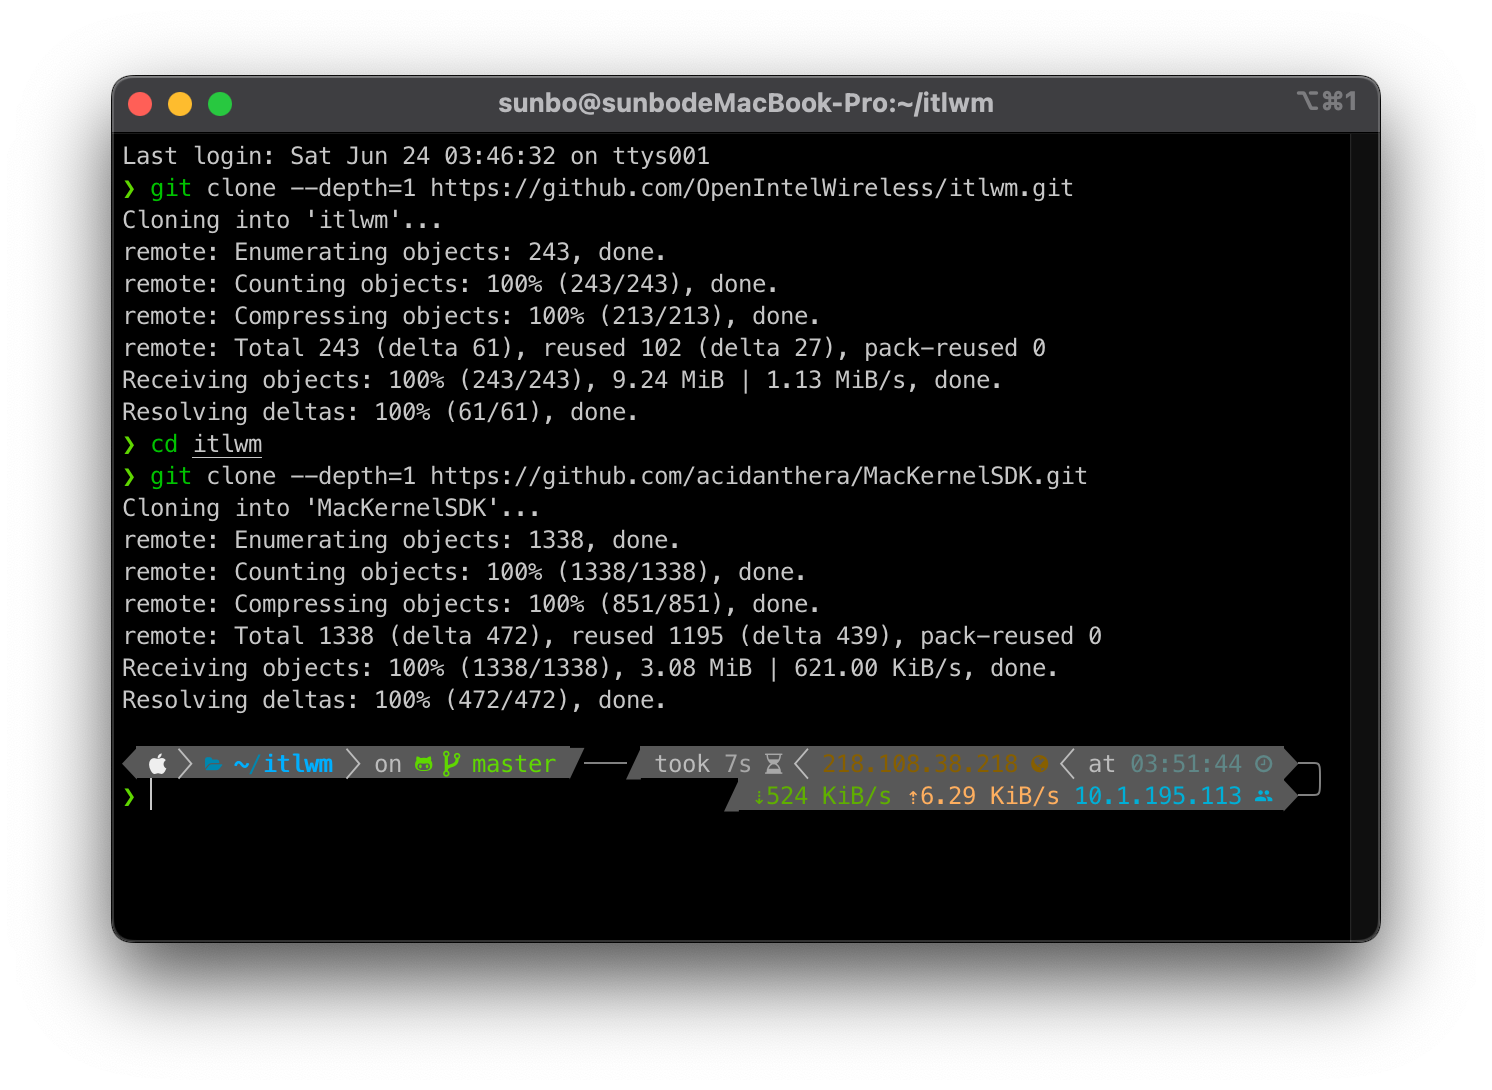 sunbo@sunbodeMacBook-Pro:~/itlwm ⌥⌘1
Last login: Sat Jun 24 03:46:32 on ttys001
❯ git clone --depth=1 https://github.com/OpenIntelWireless/itlwm.git
Cloning into 'itlwm'...
remote: Enumerating objects: 243, done.
remote: Counting objects: 100% (243/243), done.
remote: Compressing objects: 100% (213/213), done.
remote: Total 243 (delta 61), reused 102 (delta 27), pack-reused 0
Receiving objects: 100% (243/243), 9.24 MiB | 1.13 MiB/s, done.
Resolving deltas: 100% (61/61), done.
❯ cd itlwm
❯ git clone --depth=1 https://github.com/acidanthera/MacKernelSDK.git
Cloning into 'MacKernelSDK'...
remote: Enumerating objects: 1338, done.
remote: Counting objects: 100% (1338/1338), done.
remote: Compressing objects: 100% (851/851), done.
remote: Total 1338 (delta 472), reused 1195 (delta 439), pack-reused 0
Receiving objects: 100% (1338/1338), 3.08 MiB | 621.00 KiB/s, done.
Resolving deltas: 100% (472/472), done.
~/itlwm on master took 7s 218.108.38.218 at 03:51:44
❯ ⇣524 KiB/s ⇡6.29 KiB/s 10.1.195.113